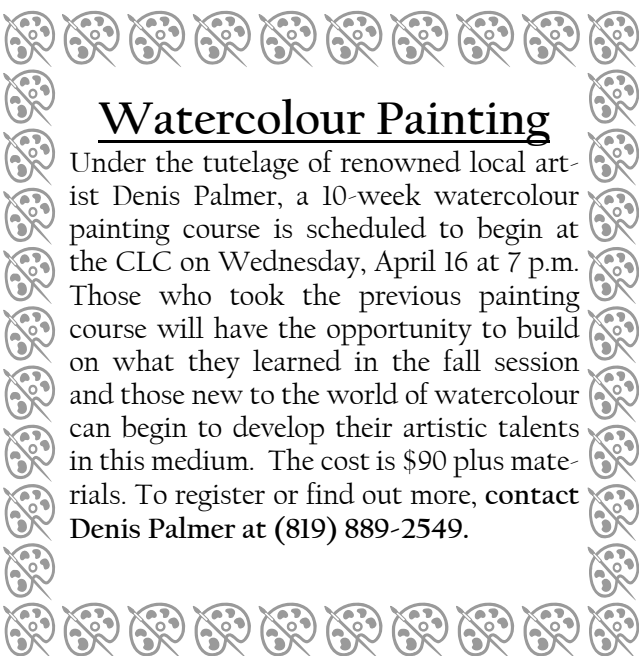 Watercolour Painting
Under the tutelage of renowned local art-
ist Denis Palmer, a 10-week watercolour
painting course is scheduled to begin at
the CLC on Wednesday, April 16 at 7 p.m.
Those who took the previous painting
course will have the opportunity to build
on what they learned in the fall session
and those new to the world of watercolour
can begin to develop their artistic talents
in this medium.  The cost is $90 plus mate-
rials. To register or find out more, contact
Denis Palmer at (819) 889-2549.